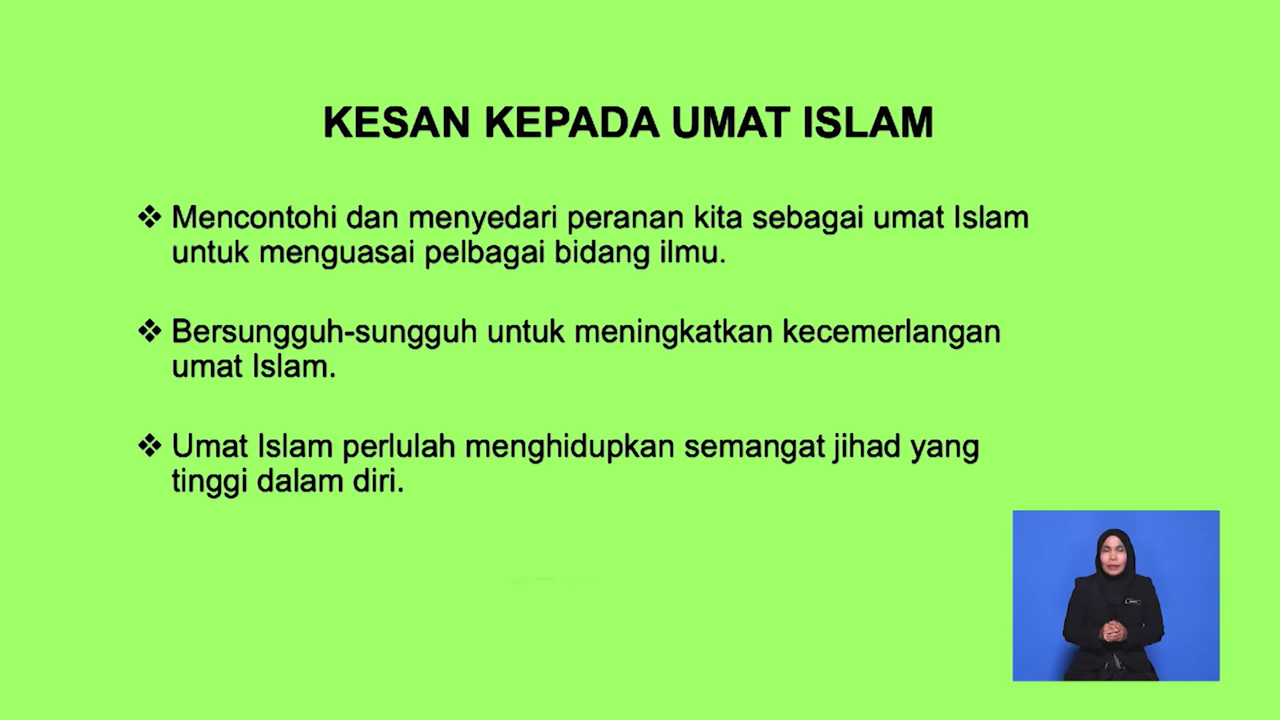 KESAN KEPADA UMAT ISLAM
❖ Mencontohi dan menyedari peranan kita sebagai umat Islam
untuk menguasai pelbagai bidang ilmu.
❖ Bersungguh-sungguh untuk meningkatkan kecemerlangan
umat Islam.
❖ Umat Islam perlulah menghidupkan semangat jihad yang
tinggi dalam diri.